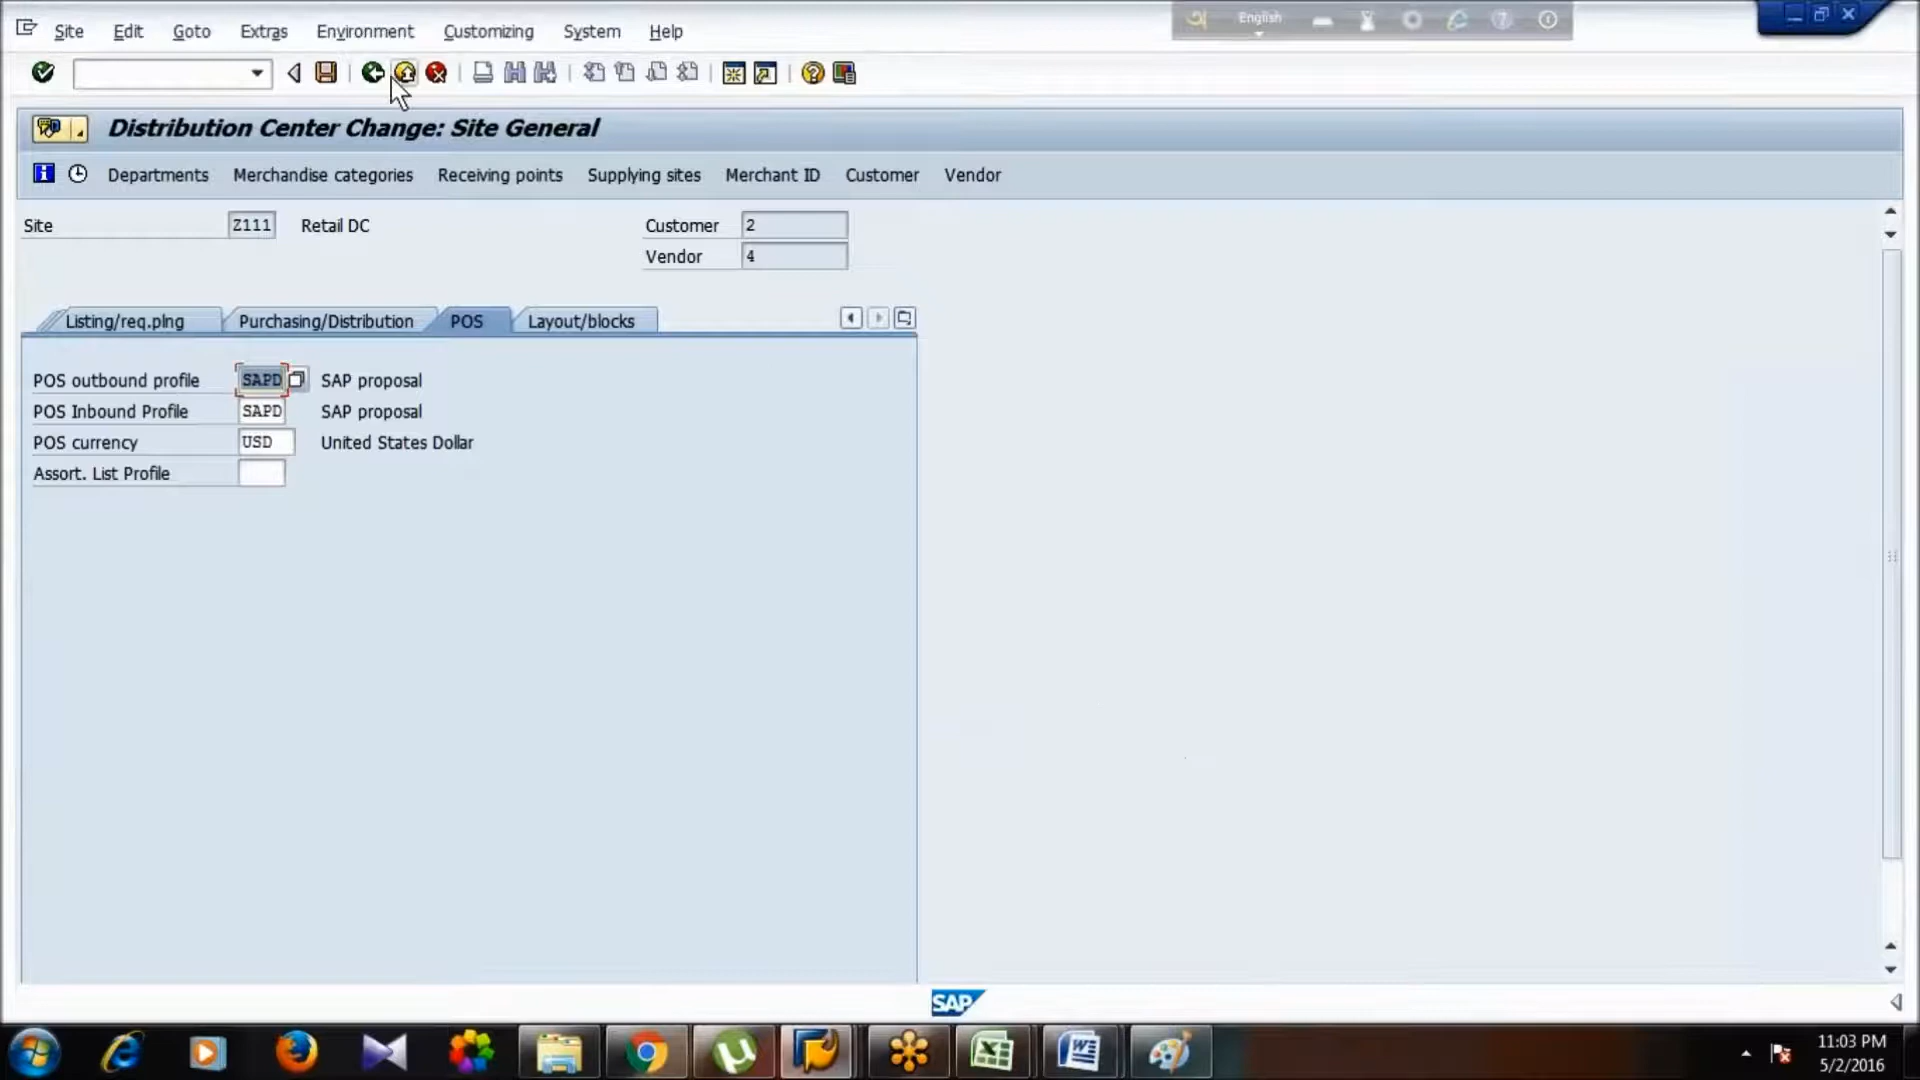 Site Edit Goto Extras Environment Customizing System Help
English
Distribution Center Change: Site General
Departments Merchandise categories Receiving points Supplying sites Merchant ID Customer Vendor
Site Z111 Retail DC Customer 2
Vendor 4
Listing/req.plng Purchasing/Distribution POS Layout/blocks
POS outbound profile SAPD SAP proposal
POS Inbound Profile SAPD SAP proposal
POS currency USD United States Dollar
Assort. List Profile
SAP
11:03 PM
5/2/2016